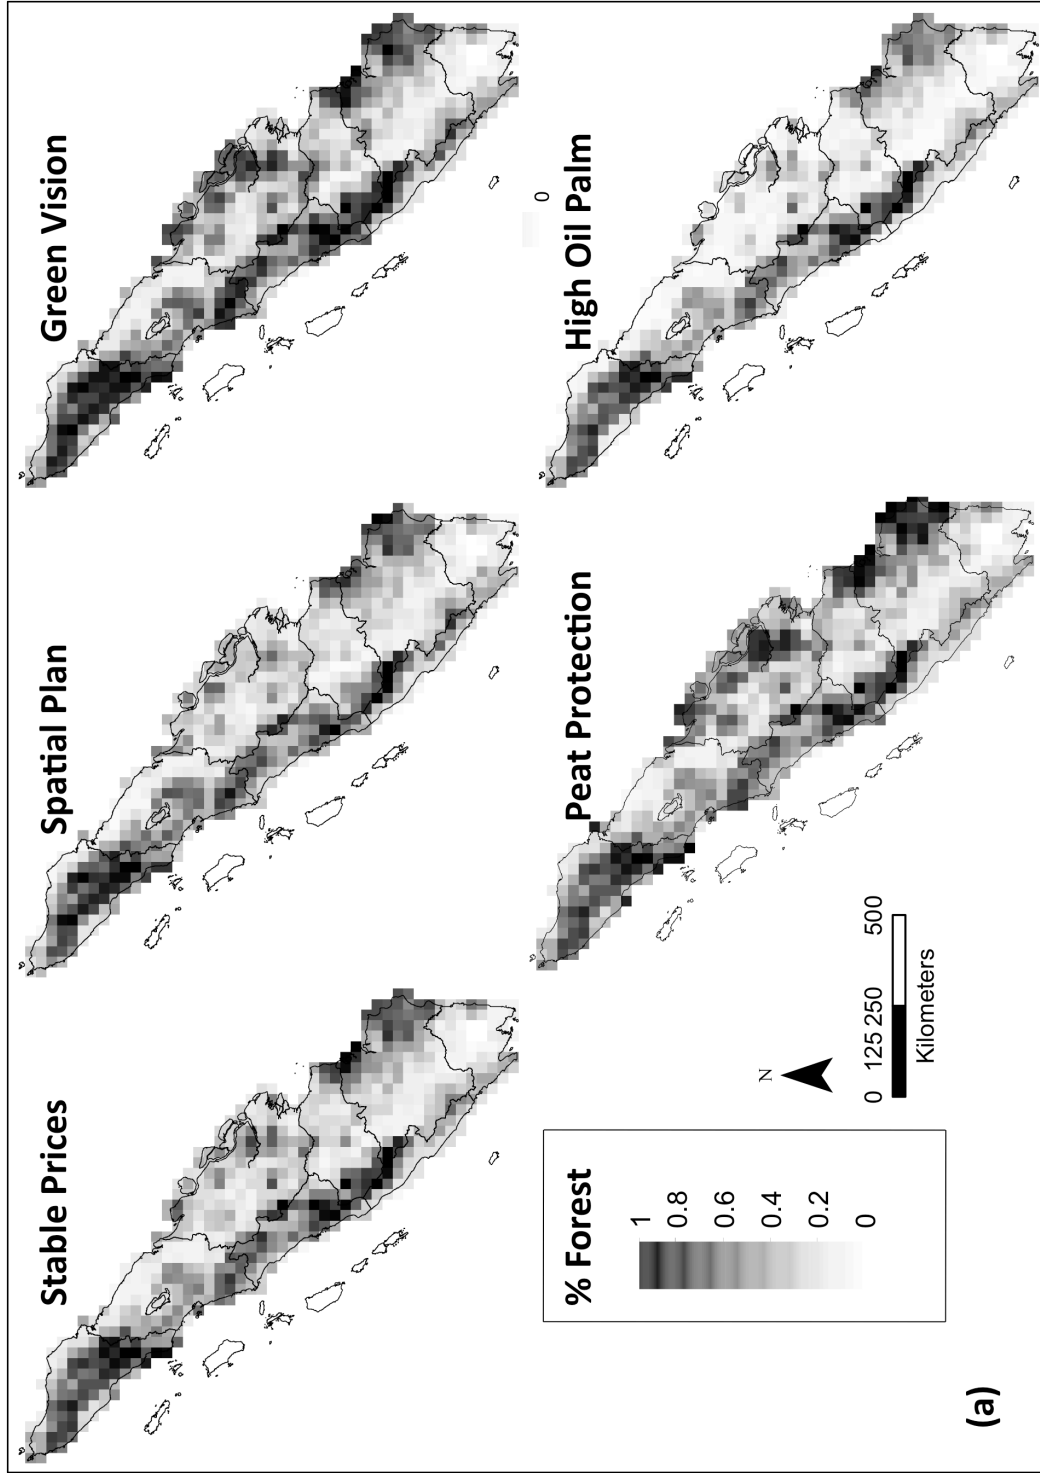 Stable Prices
Spatial Plan
Green Vision
0
% Forest
1
0.8
0.6
0.4
0.2
0
N
0 125 250 500
Kilometers
Peat Protection
High Oil Palm
(a)